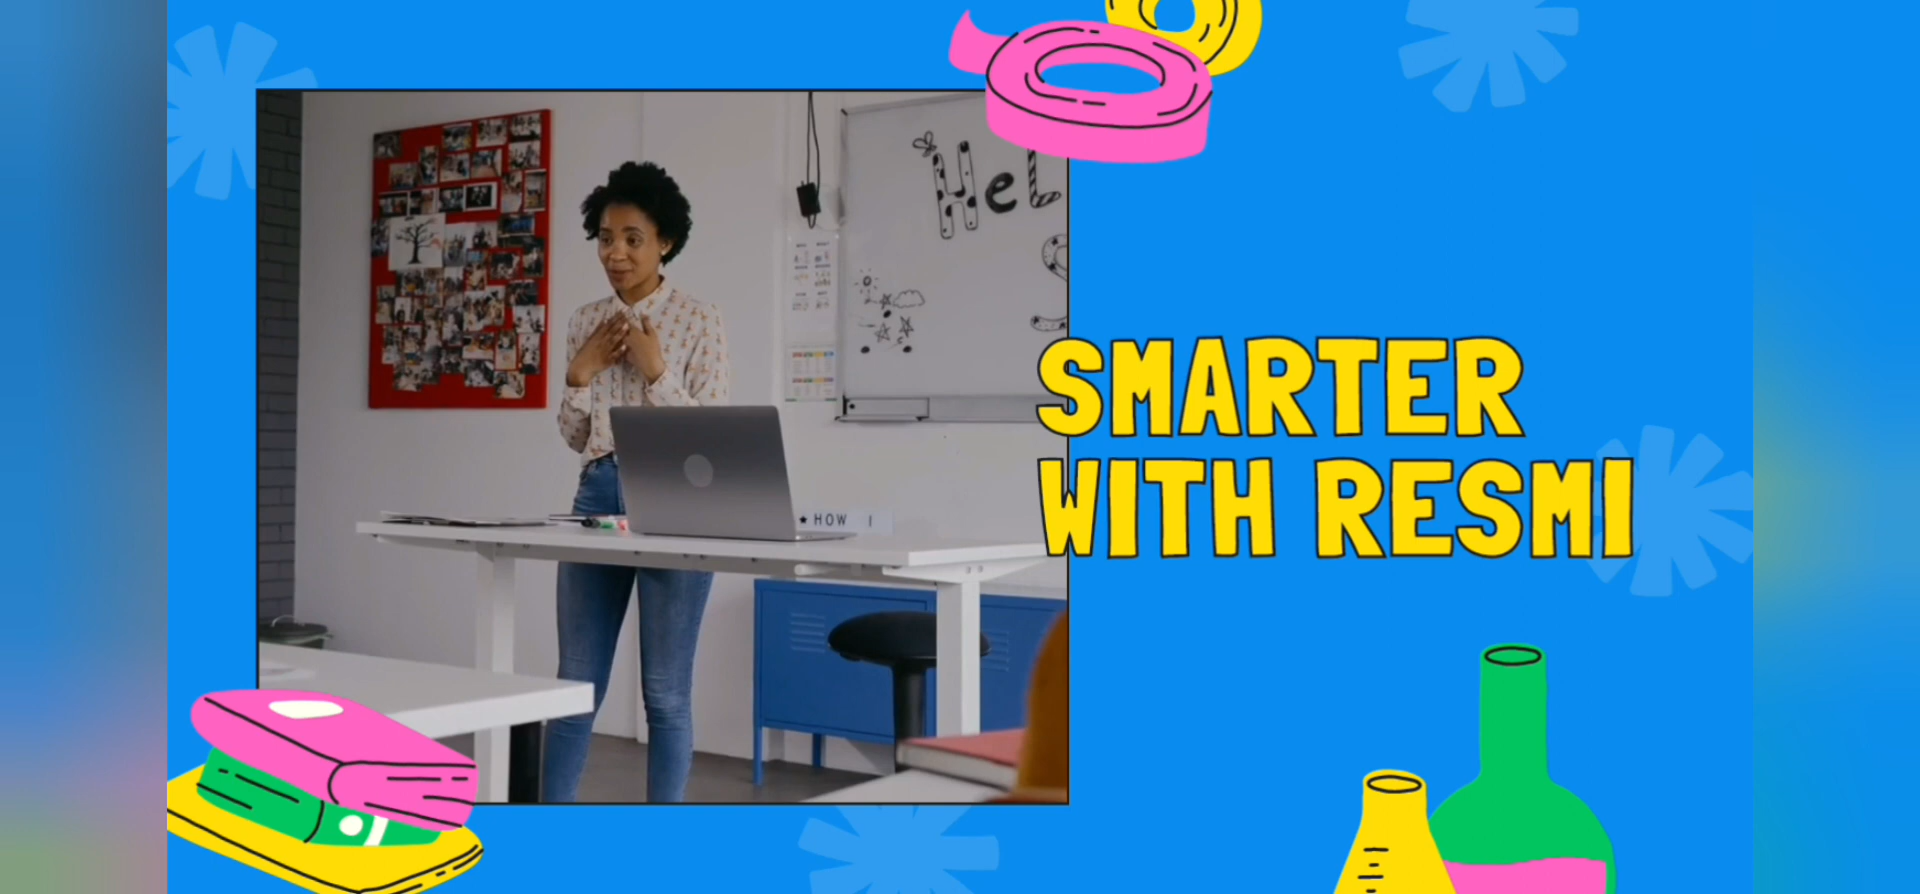 HeL
S
SMARTER
WITH RESMI
★ HOW I